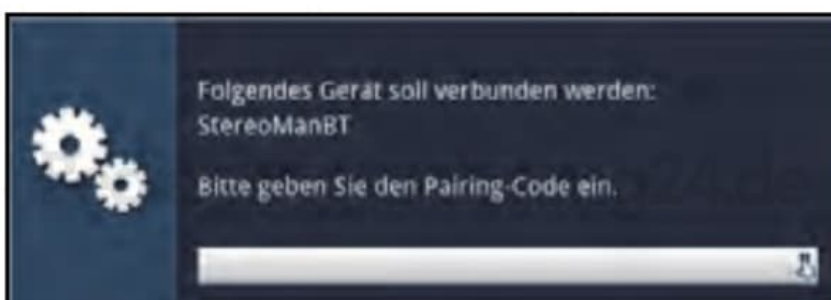 Folgendes Gerät soll verbunden werden:
StereoManBT
Bitte geben Sie den Pairing-Code ein.